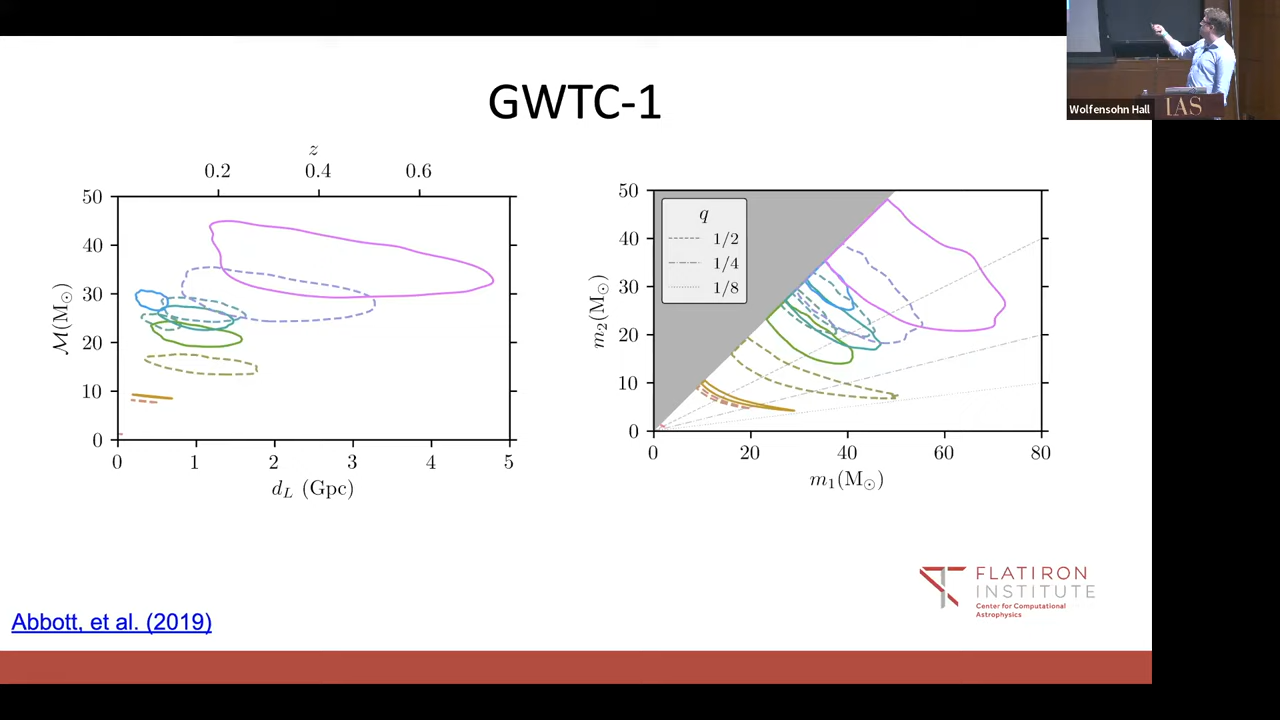 GWTC-1
z
0.2 0.4 0.6
50
40
30
20
10
0
ℳ(M⊙)
0 1 2 3 4 5
d_L (Gpc)
50
40
30
20
10
0
m₂(M⊙)
q
1/2
1/4
1/8
0 20 40 60 80
m₁(M⊙)
Wolfensohn Hall
IAS
FLATIRON
INSTITUTE
Center for Computational
Astrophysics
Abbott, et al. (2019)